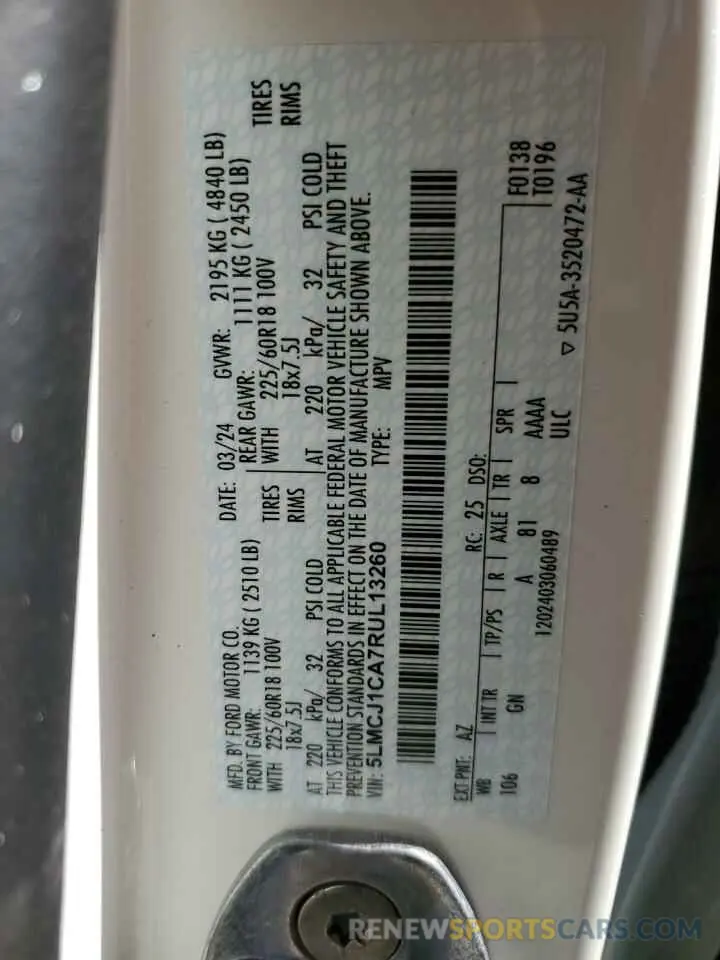 MFD. BY FORD MOTOR CO.
DATE: 03/24 GVWR: 2195 KG ( 4840 LB)
FRONT GAWR: 1139 KG ( 2510 LB) REAR GAWR: 1111 KG ( 2450 LB)
WITH 225/60R18 100V TIRES WITH 225/60R18 100V TIRES
18x7.5J RIMS 18x7.5J RIMS
AT 220 kPa/ 32 PSI COLD AT 220 kPa/ 32 PSI COLD
THIS VEHICLE CONFORMS TO ALL APPLICABLE FEDERAL MOTOR VEHICLE SAFETY AND THEFT
PREVENTION STANDARDS IN EFFECT ON THE DATE OF MANUFACTURE SHOWN ABOVE.
VIN: 5LMCJ1CA7RUL13260 TYPE: MPV
EXT PNT: AZ RC: 25 DSO: F0138
WB INT TR TP/PS R AXLE TR SPR T0196
106 GN A 81 8 AAAA ▽ 5U5A-3520472-AA
1202403060489 ULC
RENEWSPORTSCARS.COM